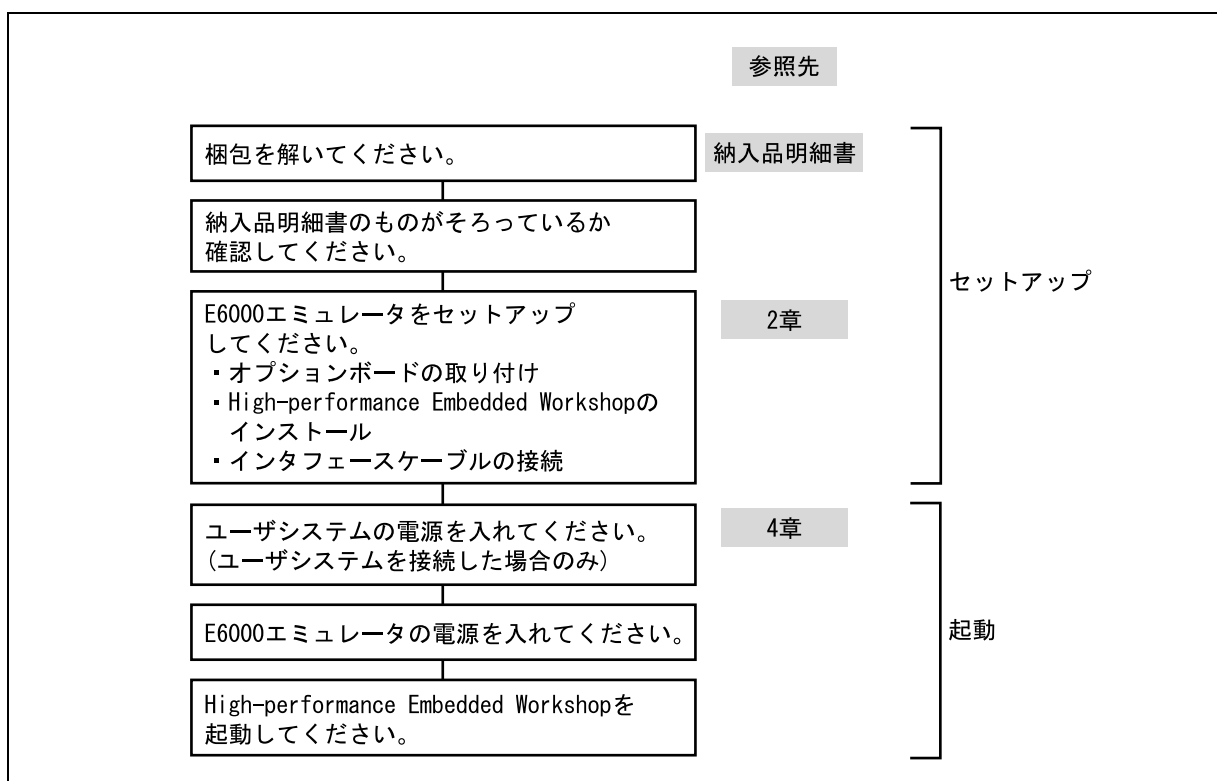 参照先
梱包を解いてください。
納入品明細書
納入品明細書のものがそろっているか
確認してください。
セットアップ
E6000エミュレータをセットアップ
してください。
・オプションボードの取り付け
・High-performance Embedded Workshopの
インストール
・インタフェースケーブルの接続
2章
ユーザシステムの電源を入れてください。
(ユーザシステムを接続した場合のみ)
4章
E6000エミュレータの電源を入れてください。
起動
High-performance Embedded Workshopを
起動してください。